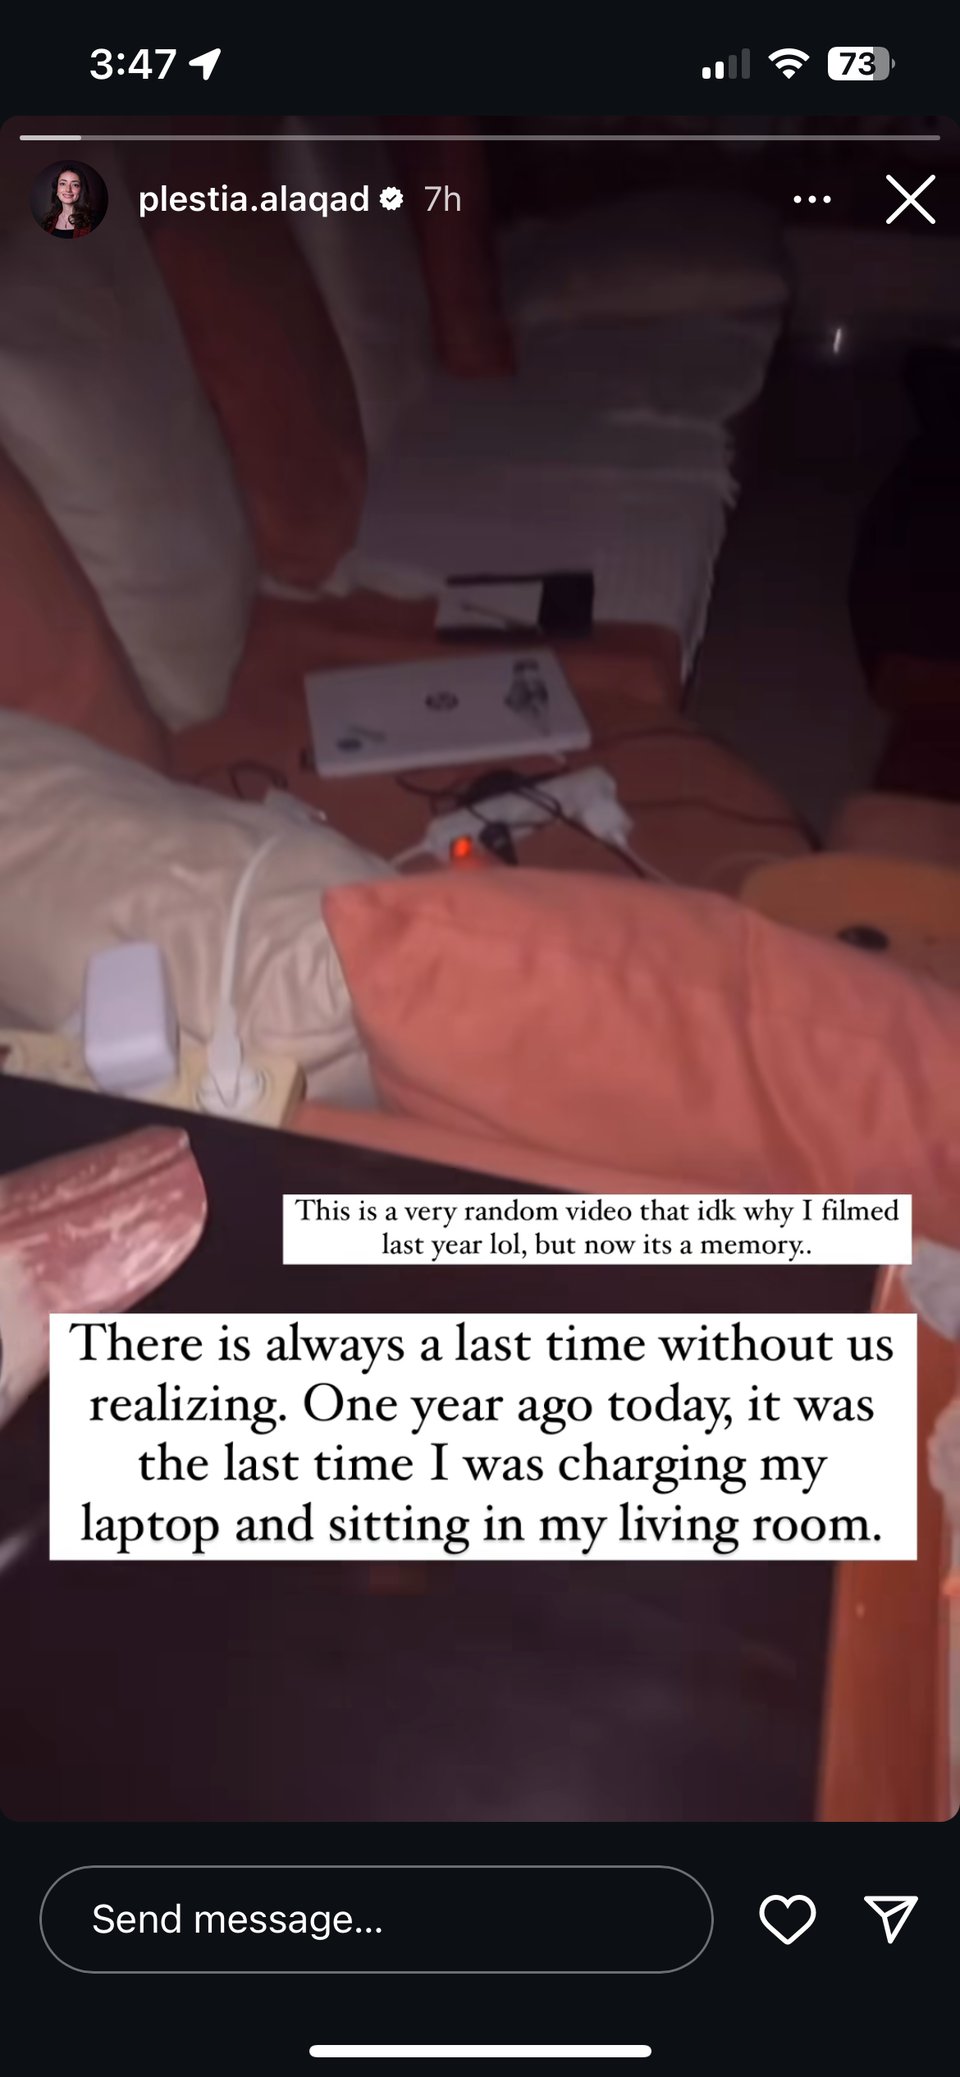 3:47
73
plestia.alaqad 7h
hp
This is a very random video that idk why I filmed
last year lol, but now its a memory..
There is always a last time without us
realizing. One year ago today, it was
the last time I was charging my
laptop and sitting in my living room.
Send message...